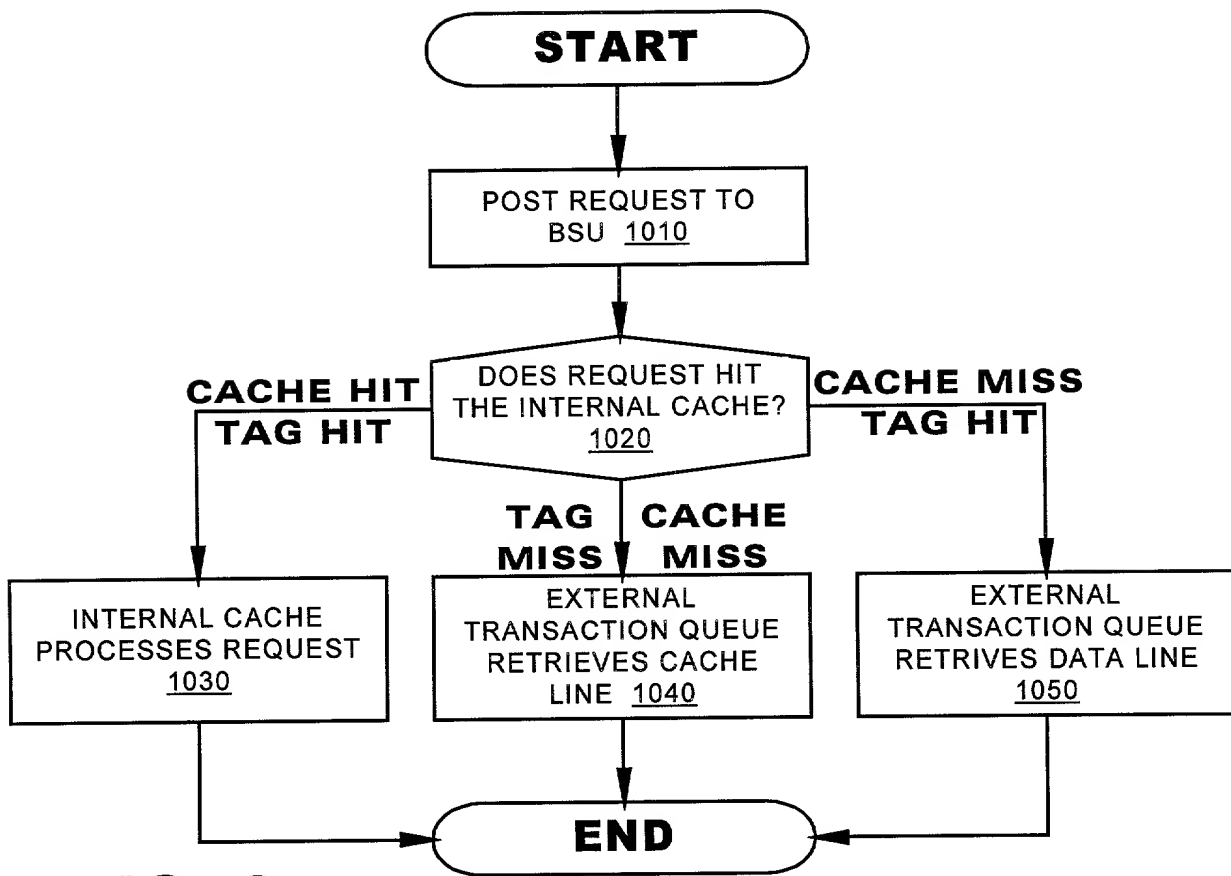 START
POST REQUEST TO
BSU 1010
DOES REQUEST HIT
THE INTERNAL CACHE?
1020
CACHE HIT
TAG HIT
CACHE MISS
TAG HIT
TAG
MISS
CACHE
MISS
INTERNAL CACHE
PROCESSES REQUEST
1030
EXTERNAL
TRANSACTION QUEUE
RETRIEVES CACHE
LINE 1040
EXTERNAL
TRANSACTION QUEUE
RETRIVES DATA LINE
1050
END